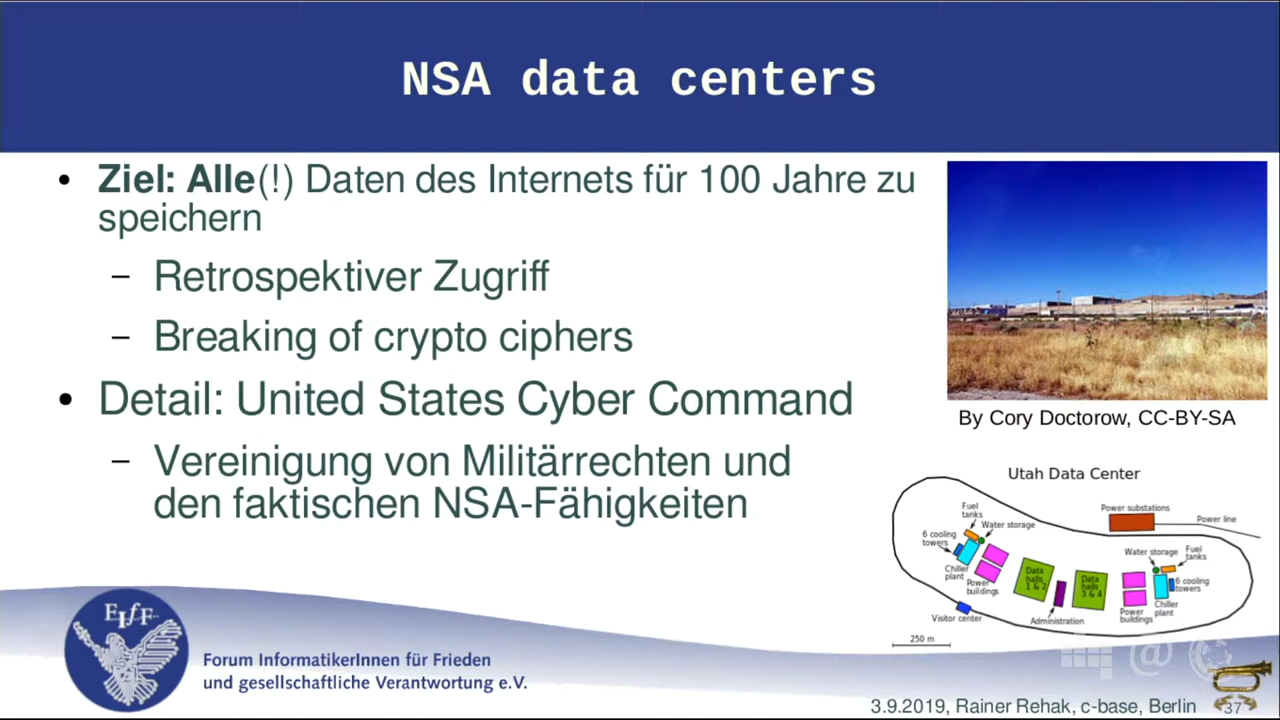 NSA data centers
Ziel: Alle(!) Daten des Internets für 100 Jahre zu
speichern
Retrospektiver Zugriff
Breaking of crypto ciphers
Detail: United States Cyber Command
Vereinigung von Militärrechten und
den faktischen NSA-Fähigkeiten
By Cory Doctorow, CC-BY-SA
Utah Data Center
Fuel
tanks
Water storage
6 cooling
towers
Chiller
plant
Power
buildings
Data
halls
1 & 2
Data
halls
3 & 4
Power substations
Power line
Water storage
Fuel
tanks
6 cooling
towers
Chiller
plant
Power
buildings
Visitor center
Administration
250 m
FIfF
Forum InformatikerInnen für Frieden
und gesellschaftliche Verantwortung e.V.
@
3.9.2019, Rainer Rehak, c-base, Berlin
37